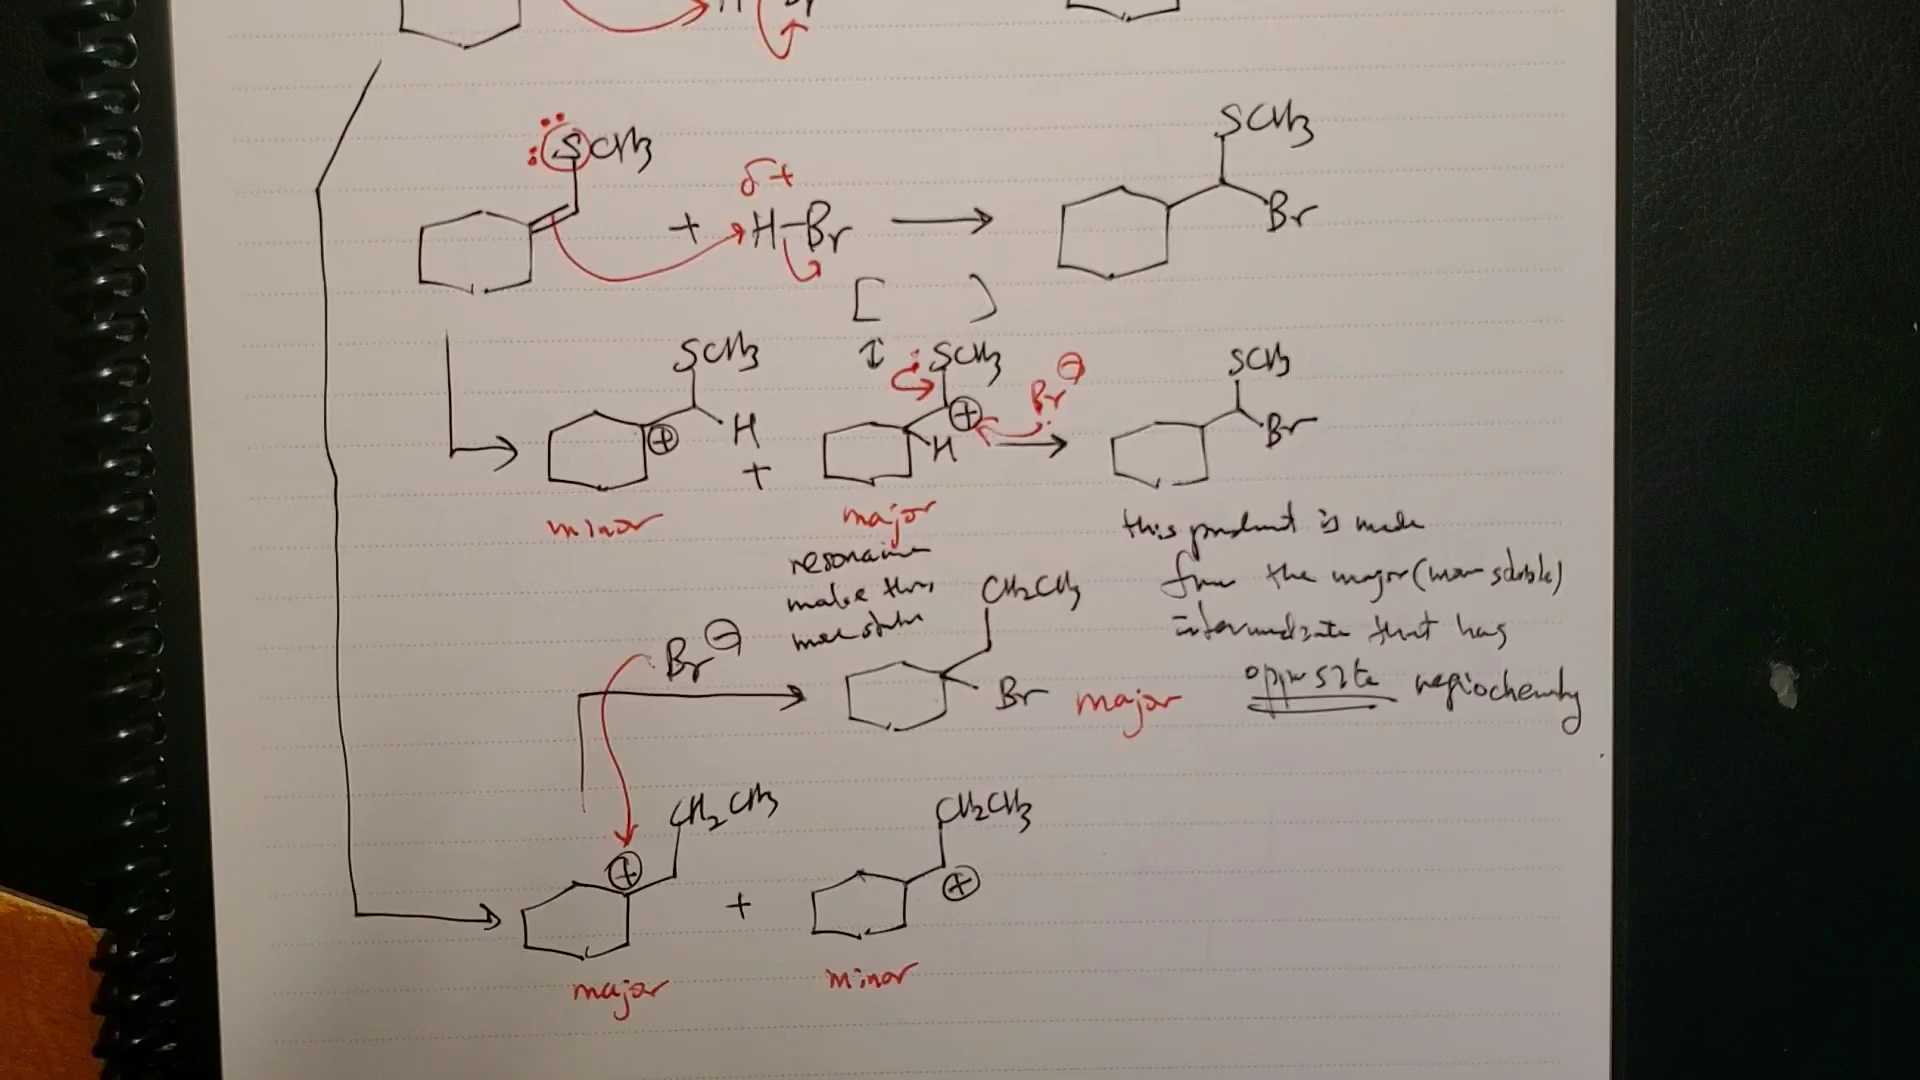 H Br
SCH3
SCH3
δ+
+ H-Br
Br
[ ]
SCH3
SCH3
Br ⊖
SCH3
⊕
H
+
⊕
H
Br
minor
major
this product is made
resonance
make this
more stable
from the major (more stable)
CH2CH3
intermediate that has
Br ⊖
Br major
opposite regiochemistry
CH2CH3
CH2CH3
⊕
+
⊕
major
minor